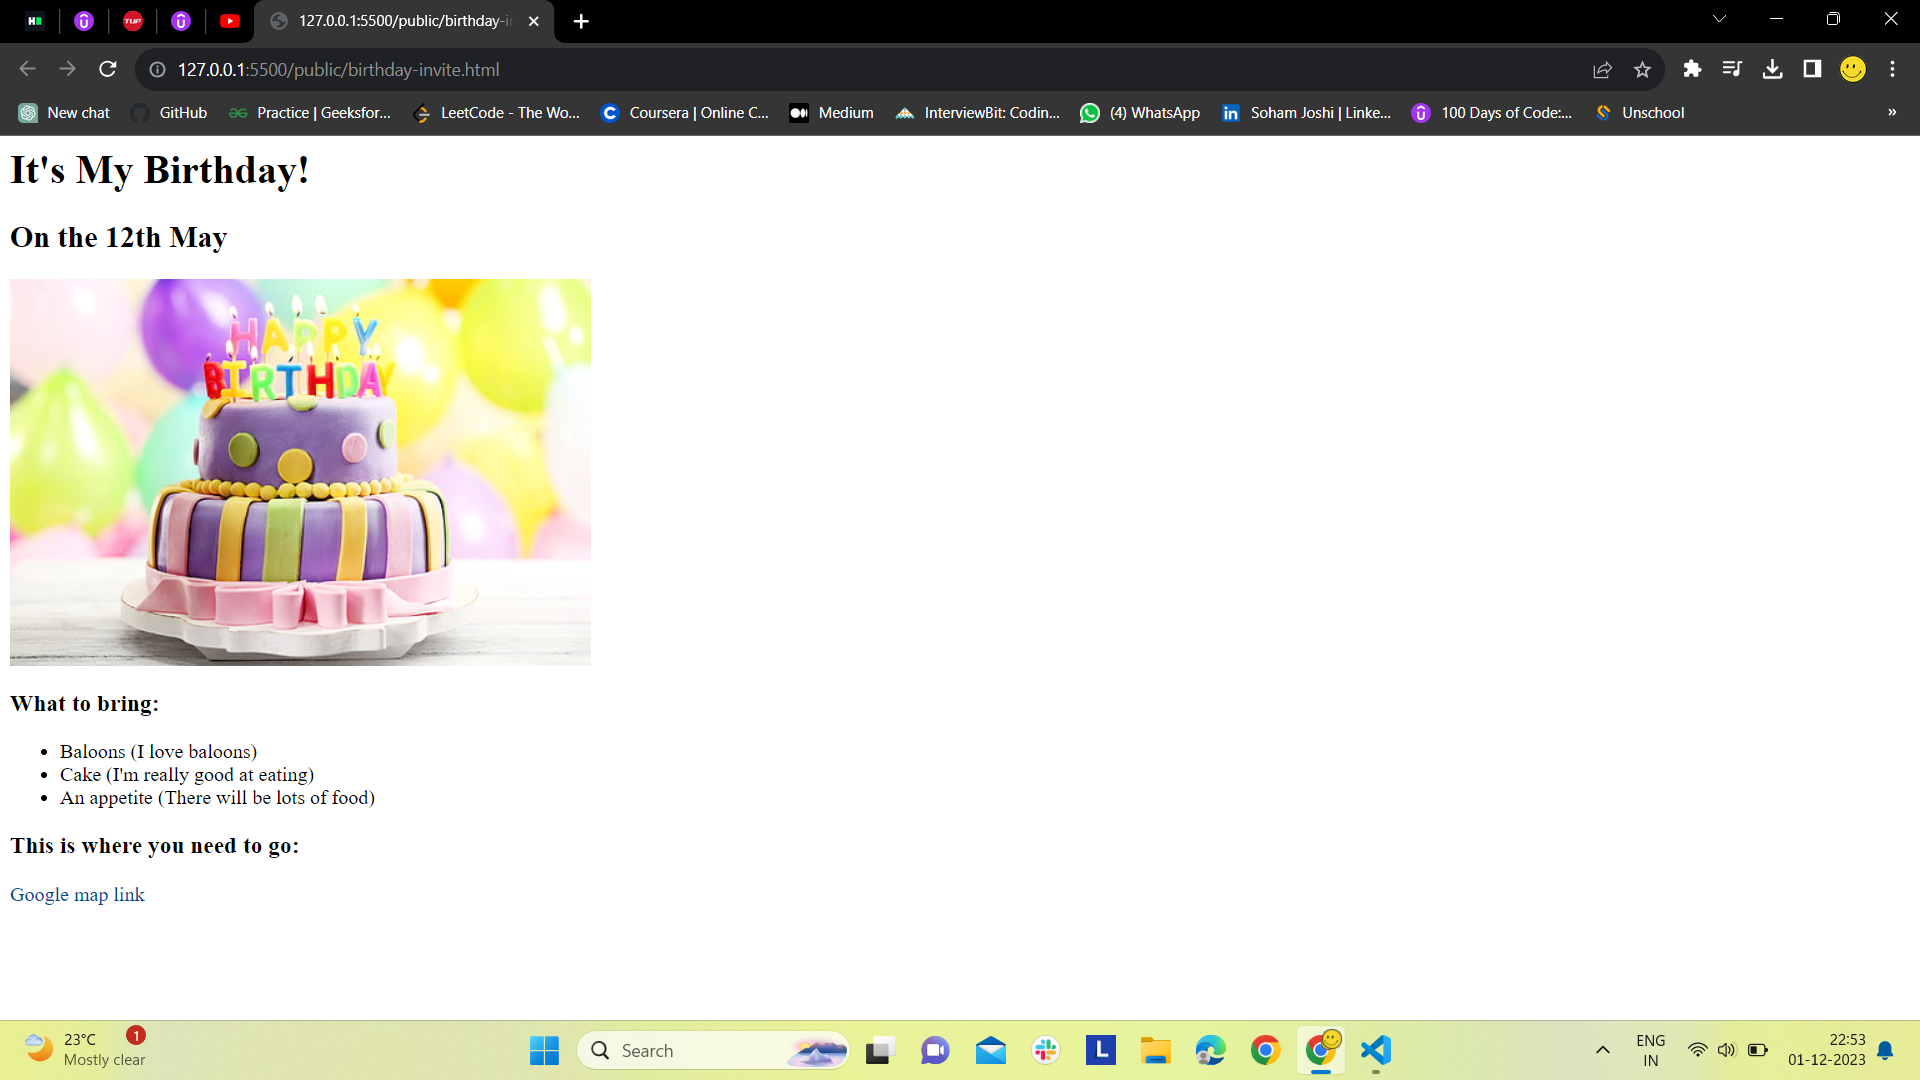 127.0.0.1:5500/public/birthday-i
127.0.0.1:5500/public/birthday-invite.html
New chat GitHub Practice | Geeksfor... LeetCode - The Wo... Coursera | Online C... Medium InterviewBit: Codin... (4) WhatsApp Soham Joshi | Linke... 100 Days of Code:... Unschool »
It's My Birthday!
On the 12th May
HAPPY
BIRTHDAY
What to bring:
• Baloons (I love baloons)
• Cake (I'm really good at eating)
• An appetite (There will be lots of food)
This is where you need to go:
Google map link
23°C 1
Mostly clear
Search
L
ENG
IN
22:53
01-12-2023